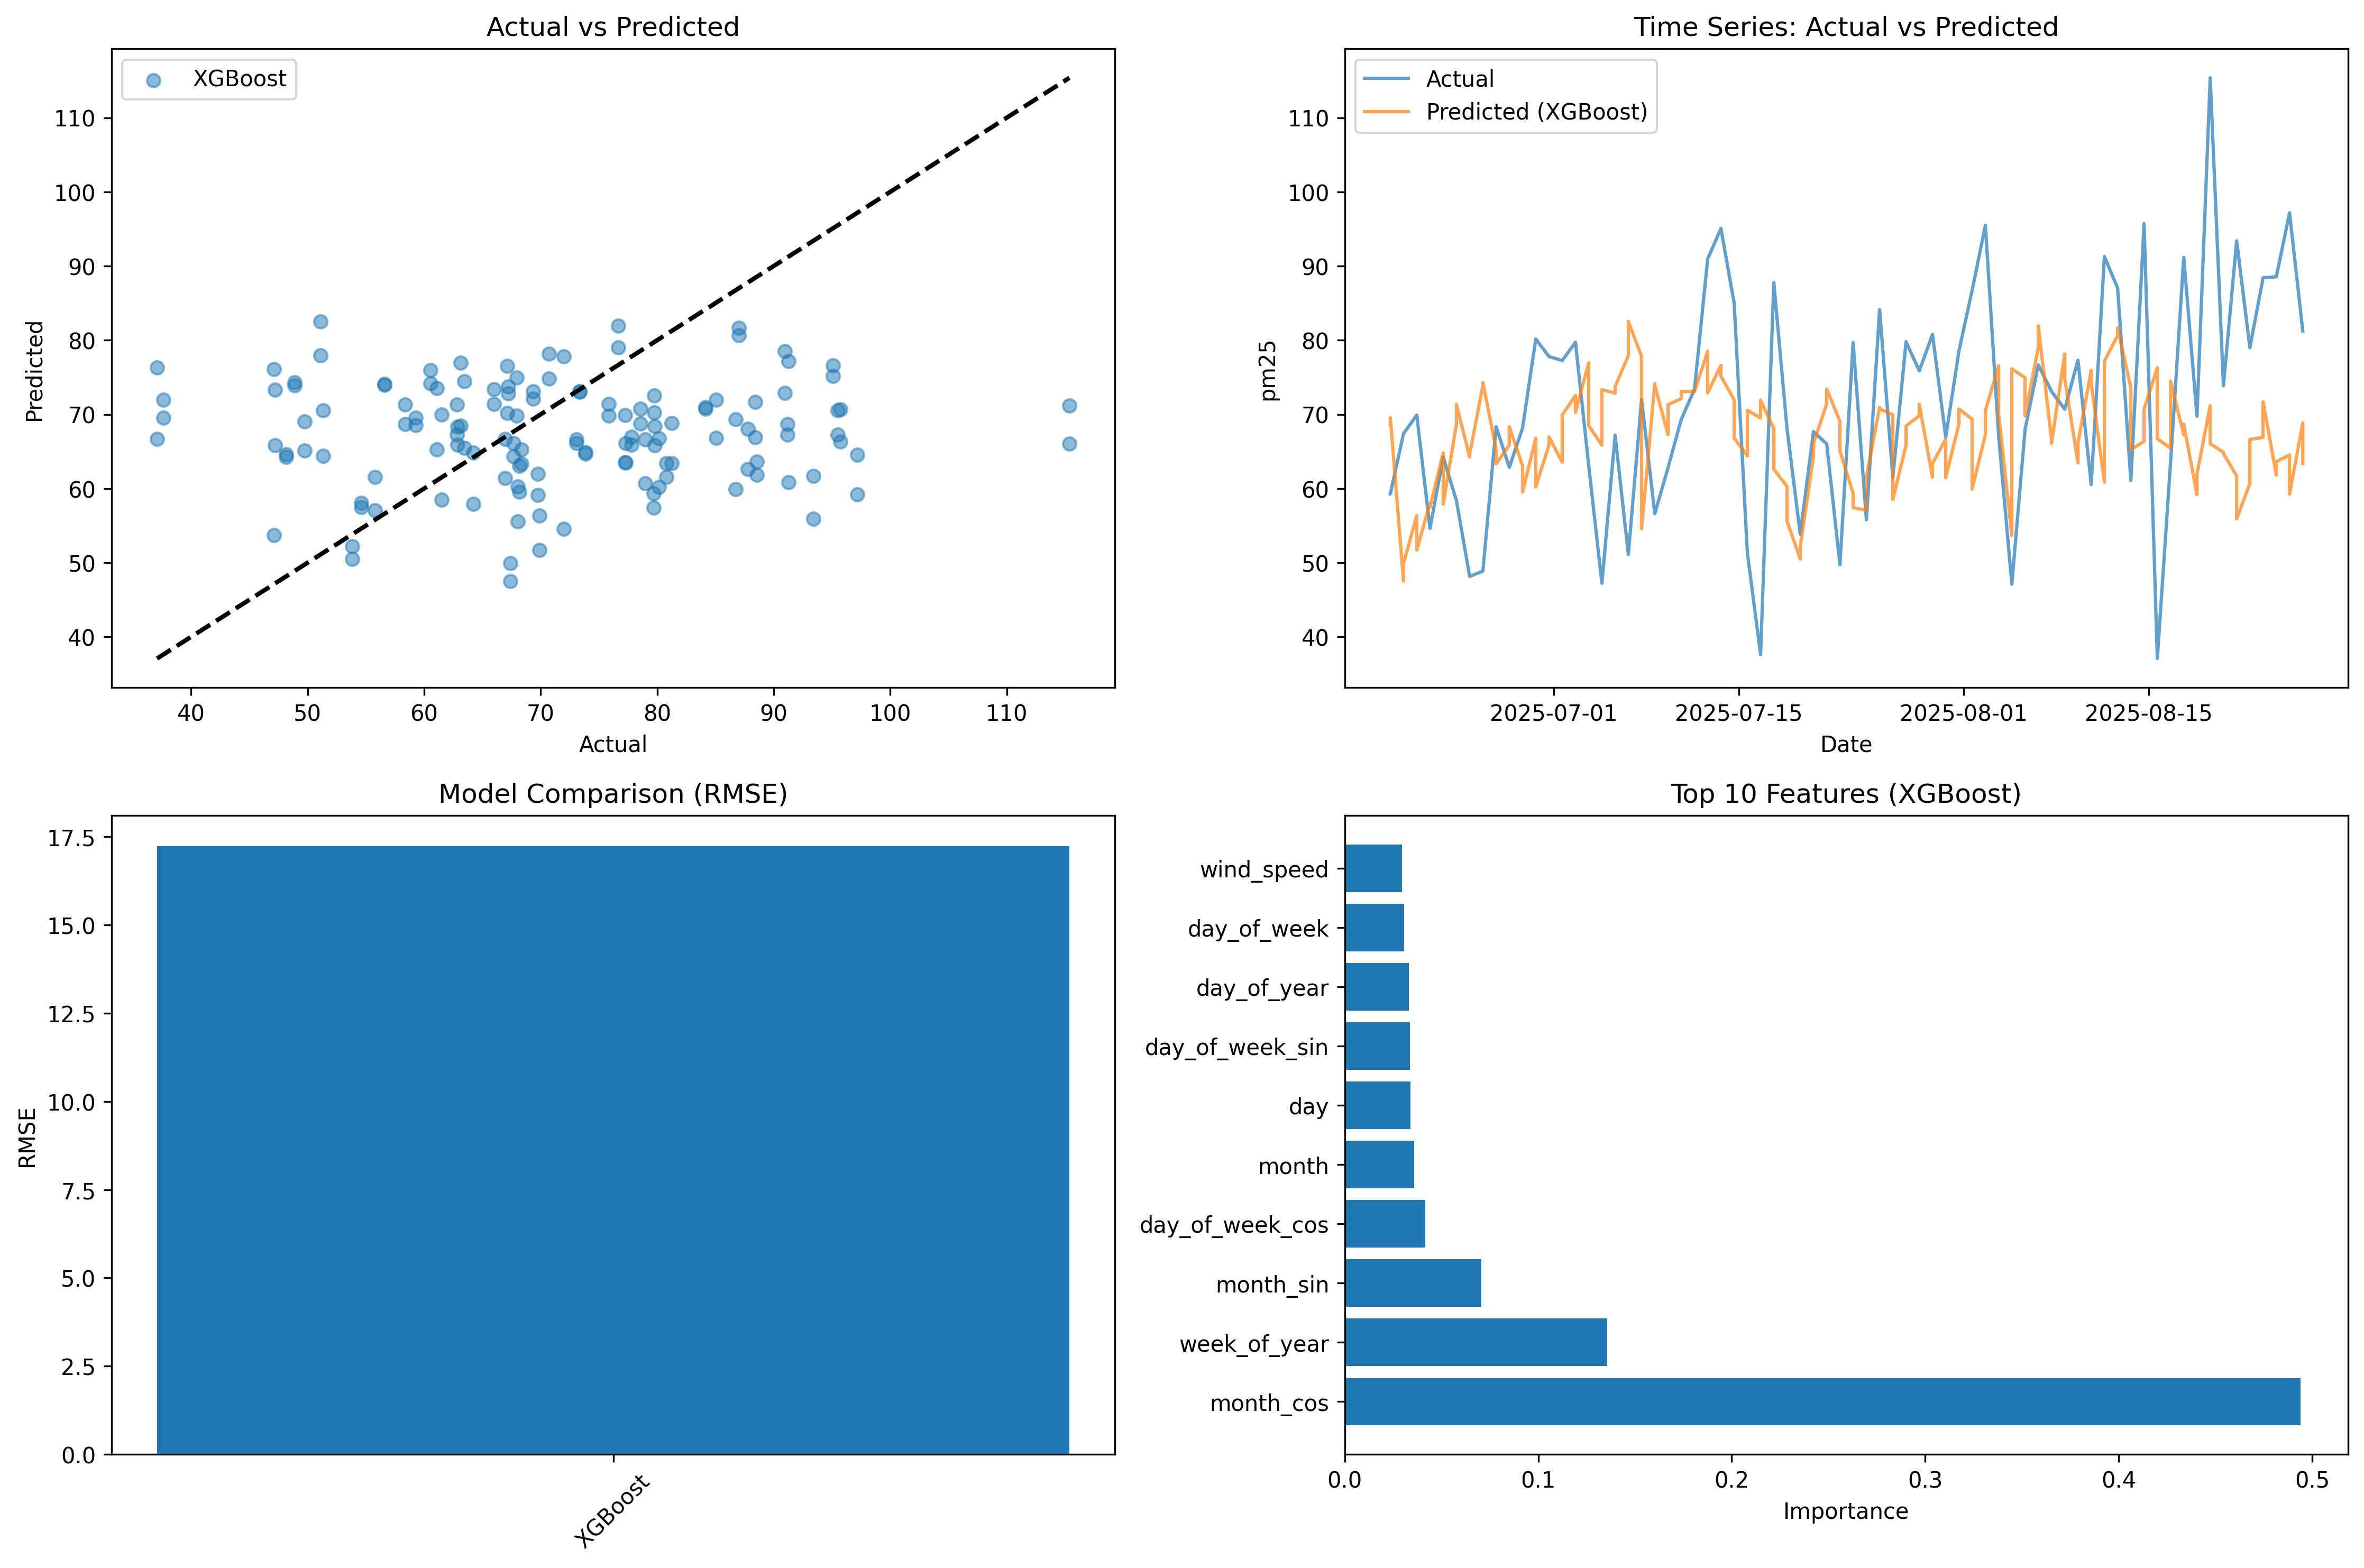 Actual vs Predicted
XGBoost
110
100
90
80
70
60
50
40
Predicted
40 50 60 70 80 90 100 110
Actual
Time Series: Actual vs Predicted
Actual
Predicted (XGBoost)
110
100
90
80
70
60
50
40
pm25
2025-07-01 2025-07-15 2025-08-01 2025-08-15
Date
Model Comparison (RMSE)
17.5
15.0
12.5
10.0
7.5
5.0
2.5
0.0
RMSE
XGBoost
Top 10 Features (XGBoost)
wind_speed
day_of_week
day_of_year
day_of_week_sin
day
month
day_of_week_cos
month_sin
week_of_year
month_cos
0.0 0.1 0.2 0.3 0.4 0.5
Importance